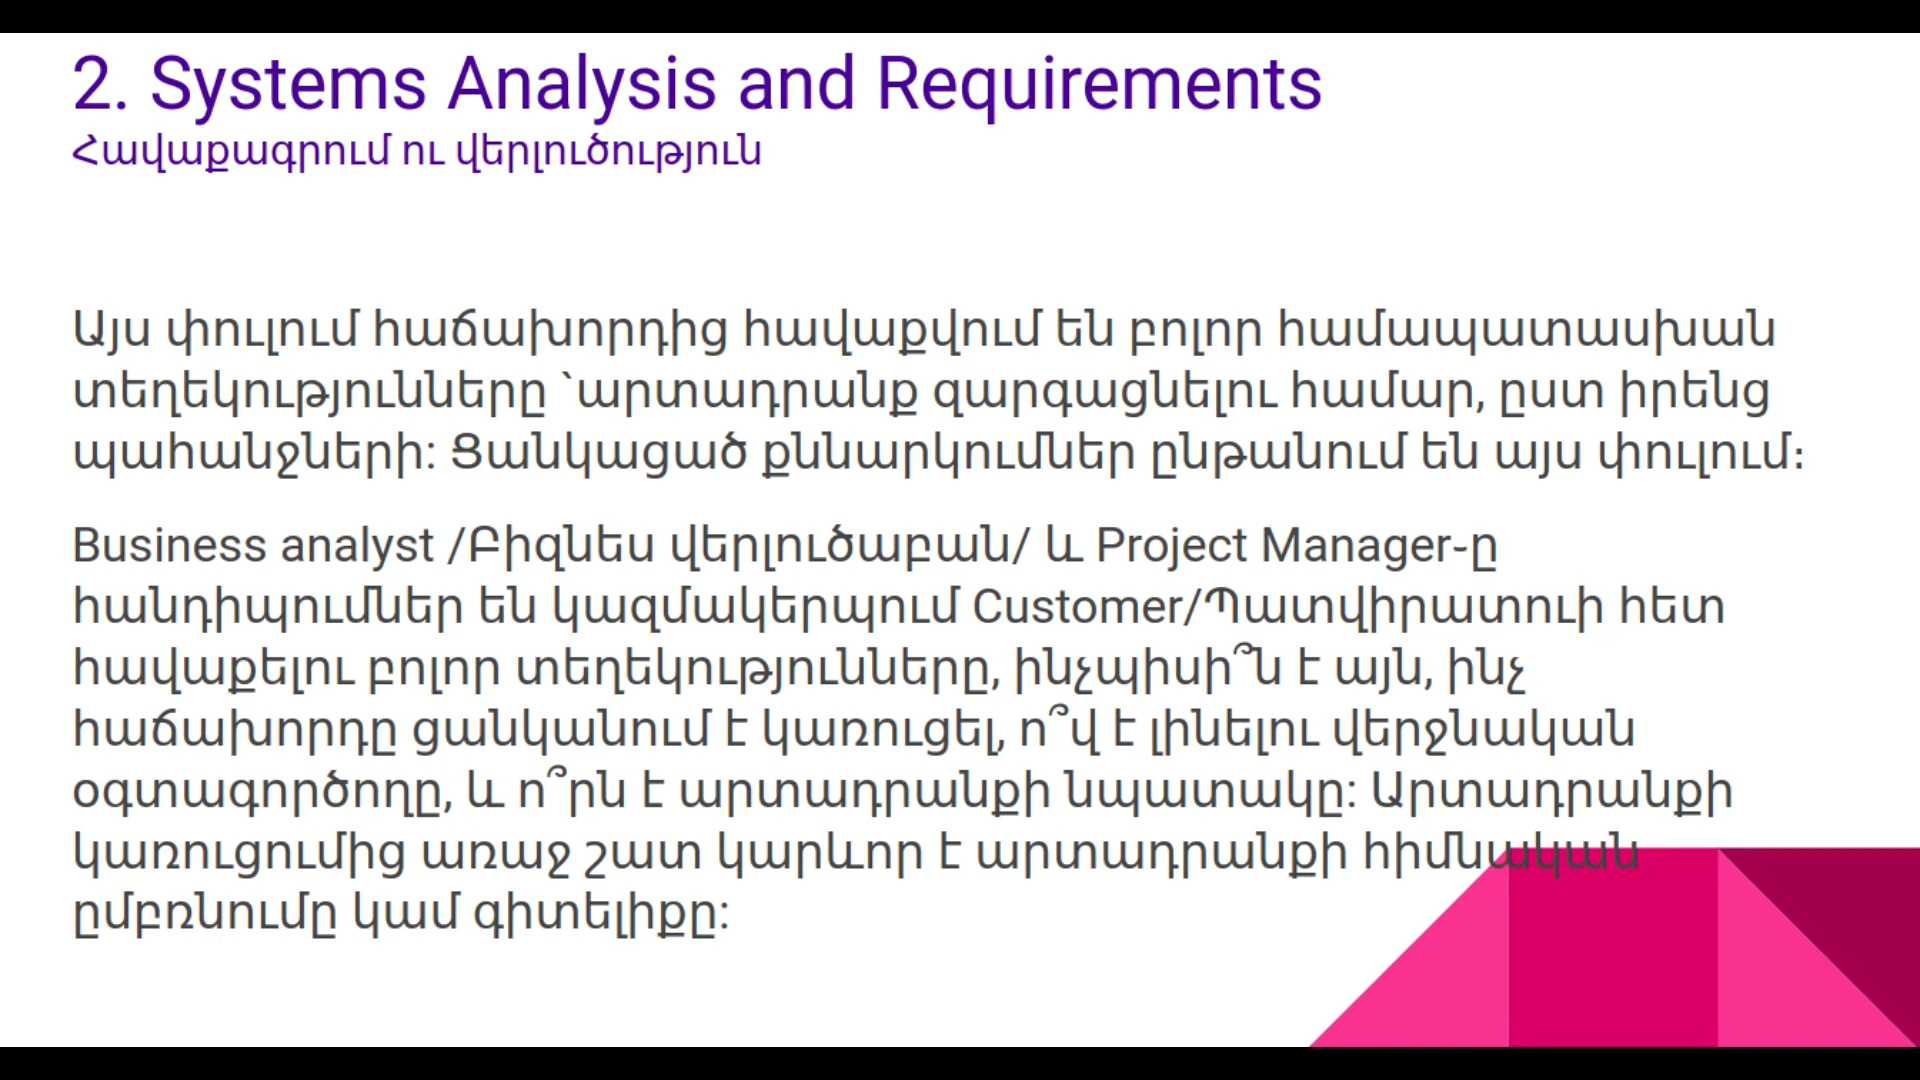 2. Systems Analysis and Requirements
Հավաքագրում ու վերլուծություն
Այս փուլում հաճախորդից հավաքվում են բոլոր համապատասխան
տեղեկությունները `արտադրանք զարգացնելու համար, ըստ իրենց
պահանջների: Ցանկացած քննարկումներ ընթանում են այս փուլում։
Business analyst /Բիզնես վերլուծաբան/ և Project Manager-ը
հանդիպումներ են կազմակերպում Customer/Պատվիրատուի հետ
հավաքելու բոլոր տեղեկությունները, ինչպիսի՞ն է այն, ինչ
հաճախորդը ցանկանում է կառուցել, ո՞վ է լինելու վերջնական
օգտագործողը, և ո՞րն է արտադրանքի նպատակը: Արտադրանքի
կառուցումից առաջ շատ կարևոր է արտադրանքի հիմնական
ըմբռնումը կամ գիտելիքը: